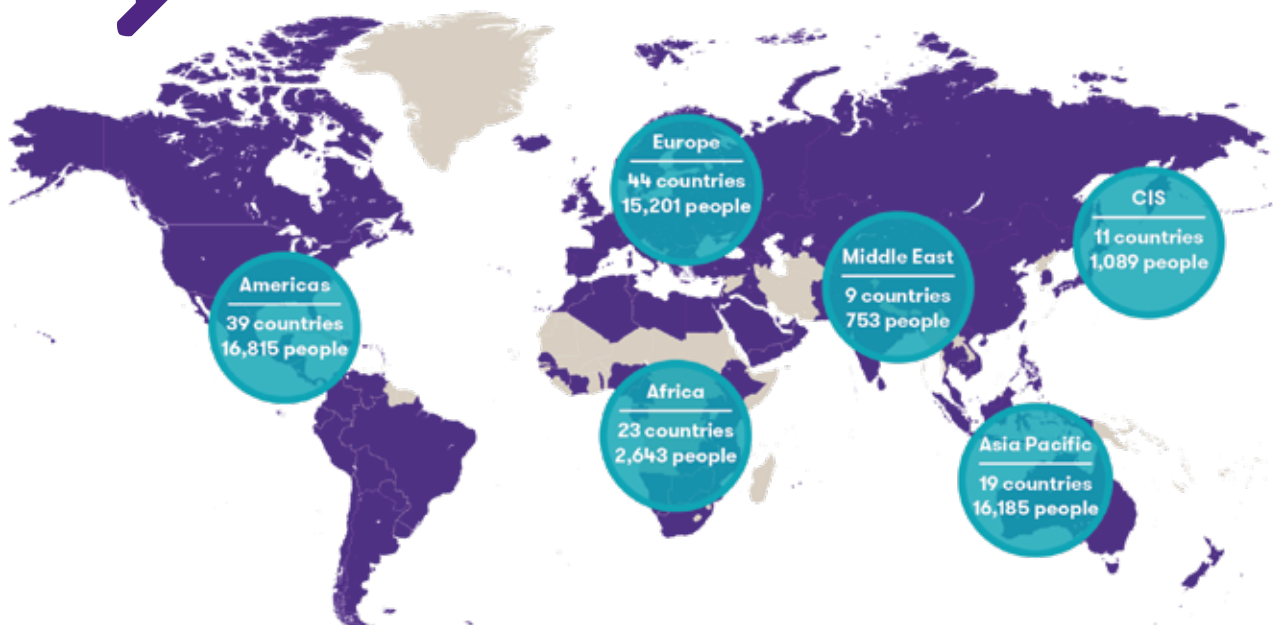 Europe
44 countries
15,201 people
CIS
11 countries
1,089 people
Middle East
9 countries
753 people
Americas
39 countries
16,815 people
Africa
23 countries
2,643 people
Asia Pacific
19 countries
16,185 people